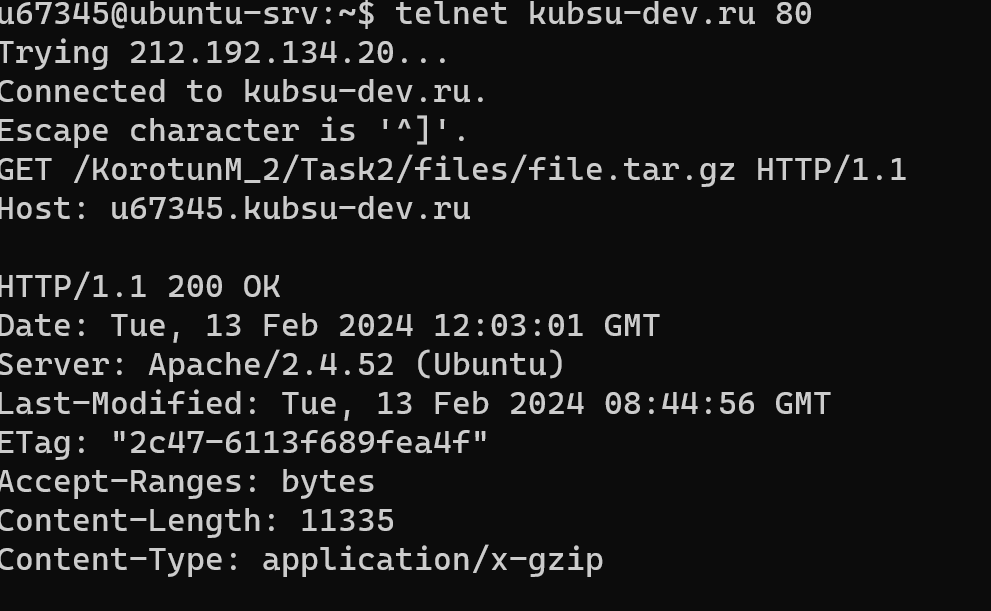 u67345@ubuntu-srv:~$ telnet kubsu-dev.ru 80
Trying 212.192.134.20...
Connected to kubsu-dev.ru.
Escape character is '^]'.
GET /KorotunM_2/Task2/files/file.tar.gz HTTP/1.1
Host: u67345.kubsu-dev.ru

HTTP/1.1 200 OK
Date: Tue, 13 Feb 2024 12:03:01 GMT
Server: Apache/2.4.52 (Ubuntu)
Last-Modified: Tue, 13 Feb 2024 08:44:56 GMT
ETag: "2c47-6113f689fea4f"
Accept-Ranges: bytes
Content-Length: 11335
Content-Type: application/x-gzip